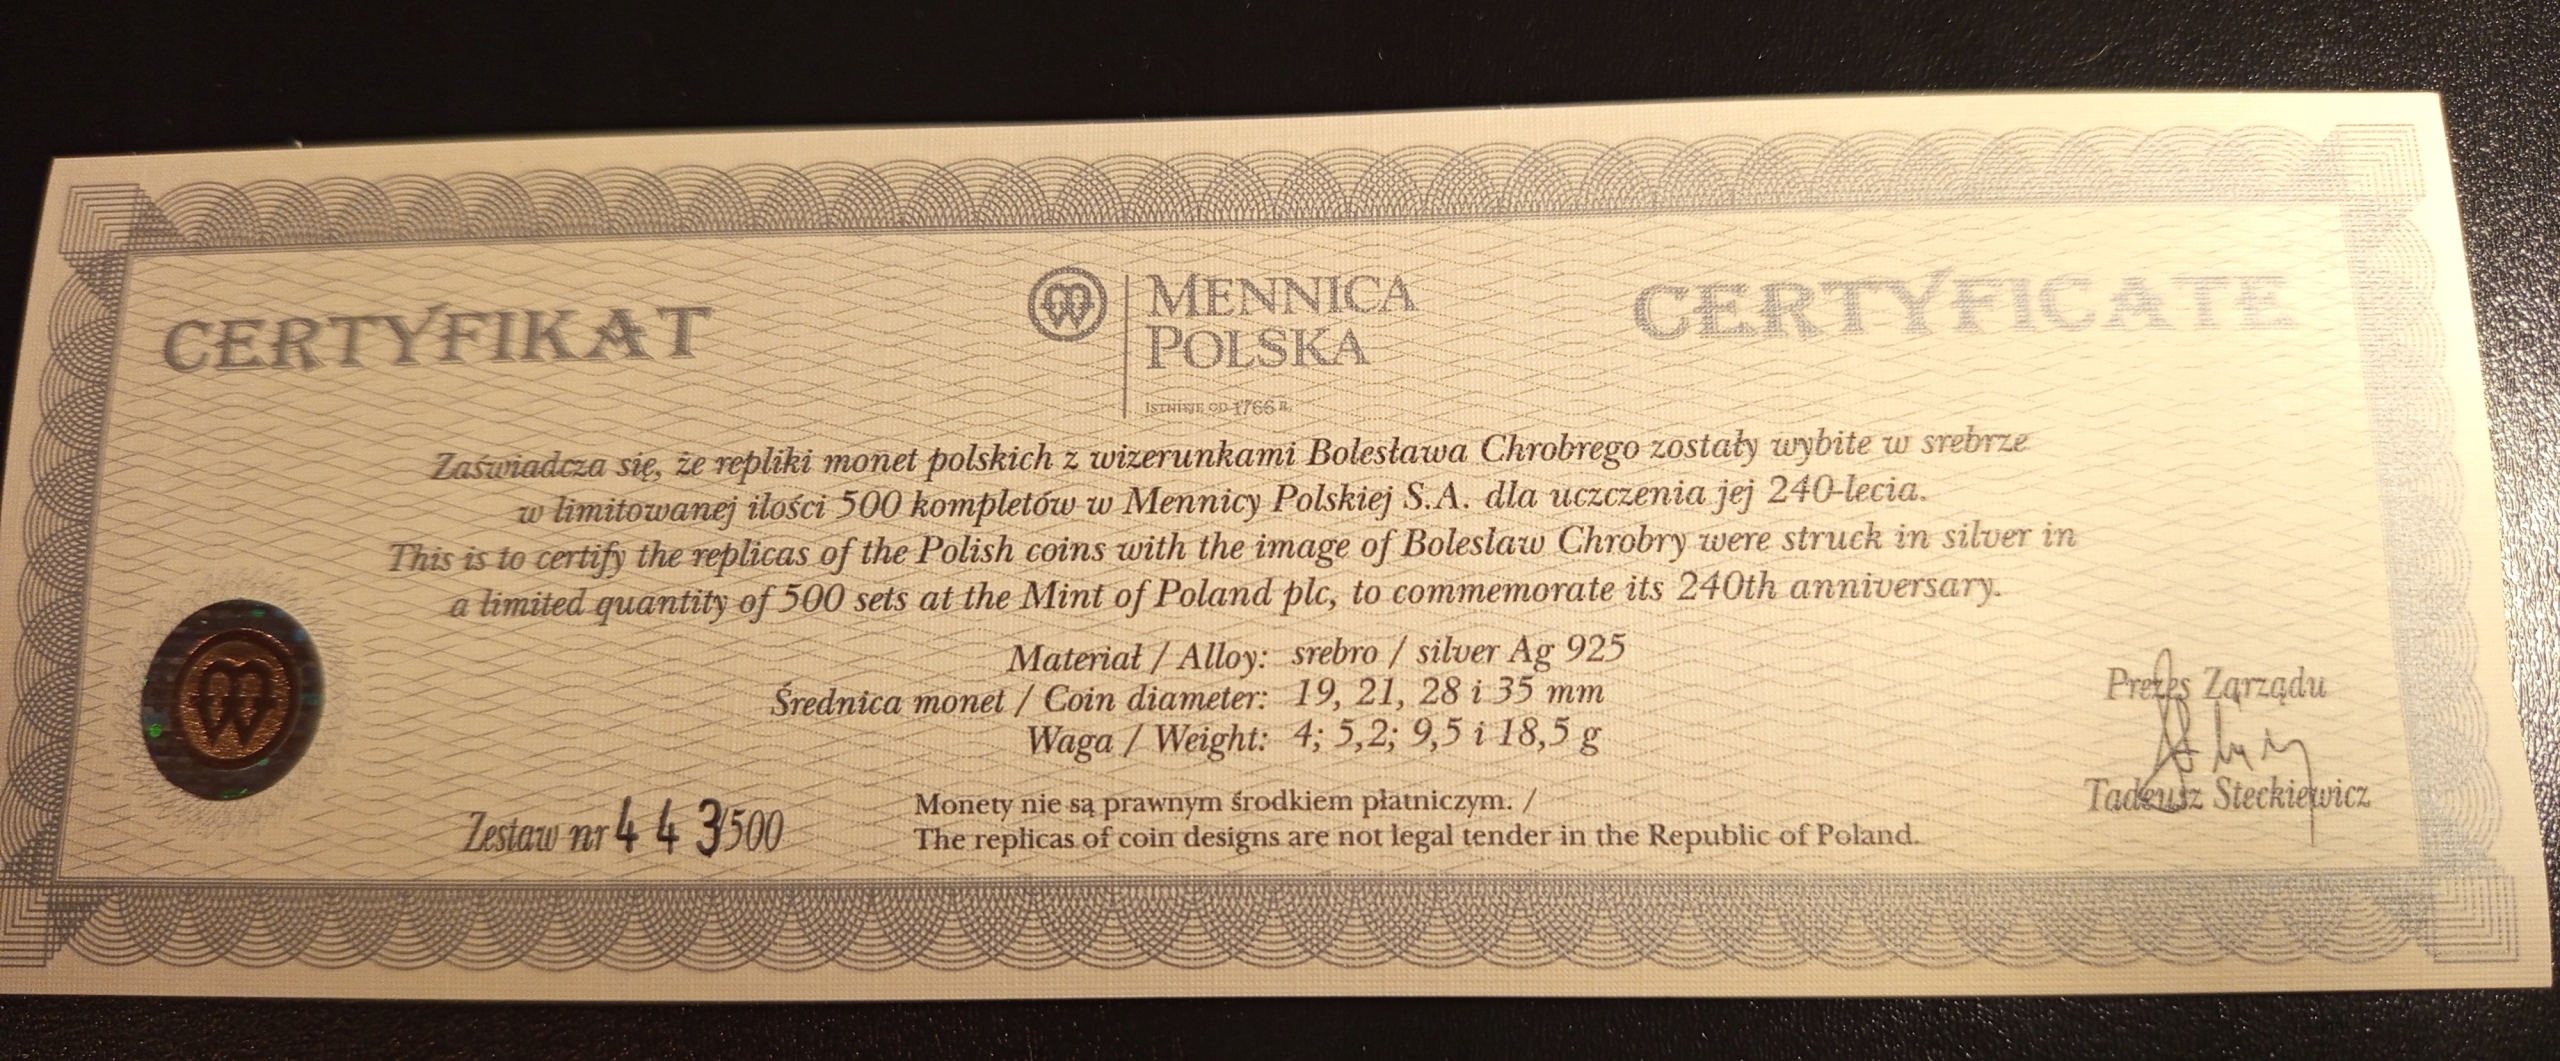 CERTYFIKAT
MENNICA
POLSKA
ISTNIEJE OD 1766 R.
CERTYFICATE
Zaświadcza się, że repliki monet polskich z wizerunkami Bolesława Chrobrego zostały wybite w srebrze
w limitowanej ilości 500 kompletów w Mennicy Polskiej S.A. dla uczczenia jej 240-lecia.
This is to certify the replicas of the Polish coins with the image of Boleslaw Chrobry were struck in silver in
a limited quantity of 500 sets at the Mint of Poland plc, to commemorate its 240th anniversary.
Materiał / Alloy: srebro / silver Ag 925
Średnica monet / Coin diameter: 19, 21, 28 i 35 mm
Waga / Weight: 4; 5,2; 9,5 i 18,5 g
Prezes Zarządu
Tadeusz Steckiewicz
Zestaw nr 443/500
Monety nie są prawnym środkiem płatniczym. /
The replicas of coin designs are not legal tender in the Republic of Poland.